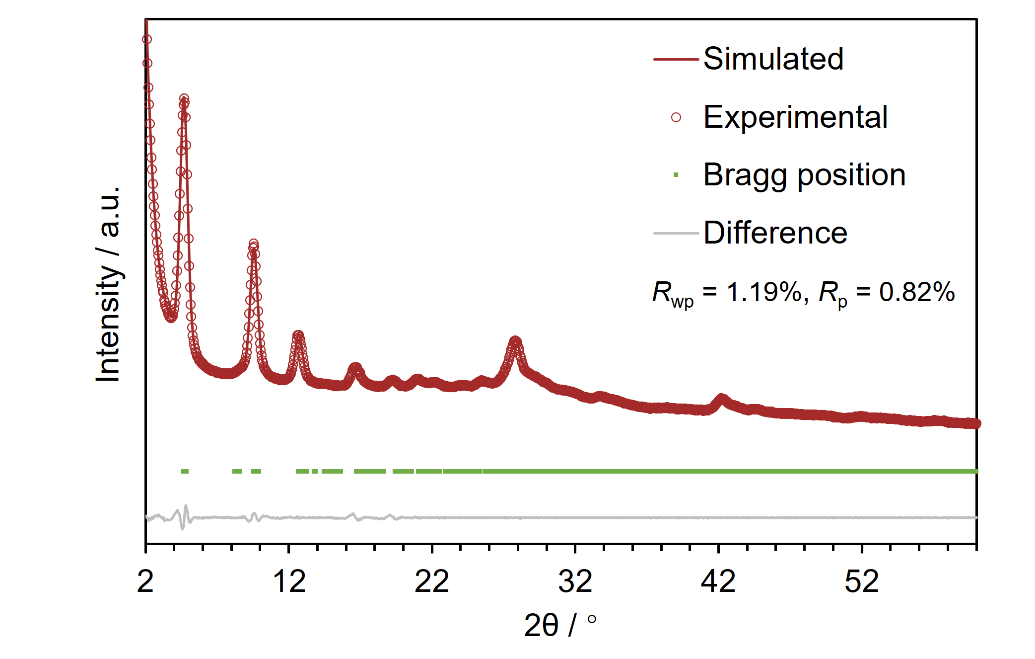 Simulated
Experimental
Bragg position
Difference
Rwp = 1.19%, Rp = 0.82%
Intensity / a.u.
2 12 22 32 42 52
2θ / °